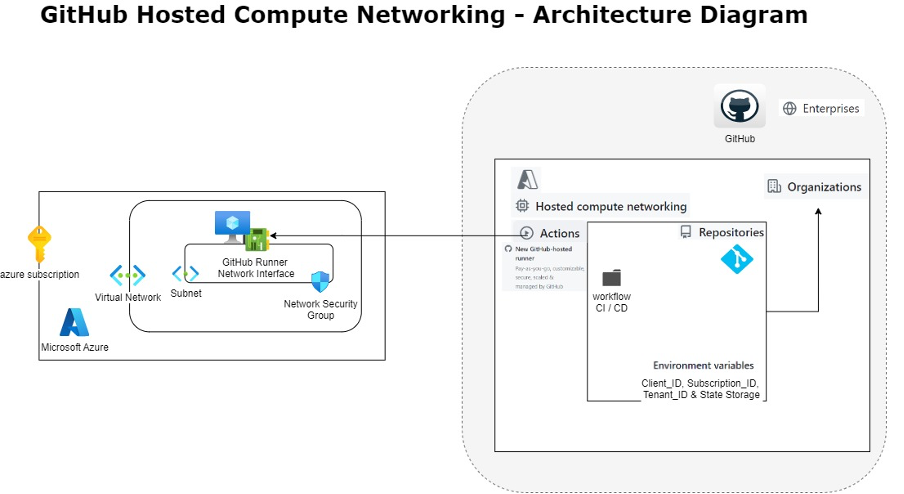 GitHub Hosted Compute Networking - Architecture Diagram
GitHub
Enterprises
Organizations
Hosted compute networking
Actions
New GitHub-hosted
runner
Pay-as-you-go, customizable,
secure, scaled &
managed by GitHub
Repositories
workflow
CI / CD
Environment variables
Client_ID, Subscription_ID,
Tenant_ID & State Storage
azure subscription
Virtual Network
Subnet
GitHub Runner
Network Interface
Network Security
Group
Microsoft Azure